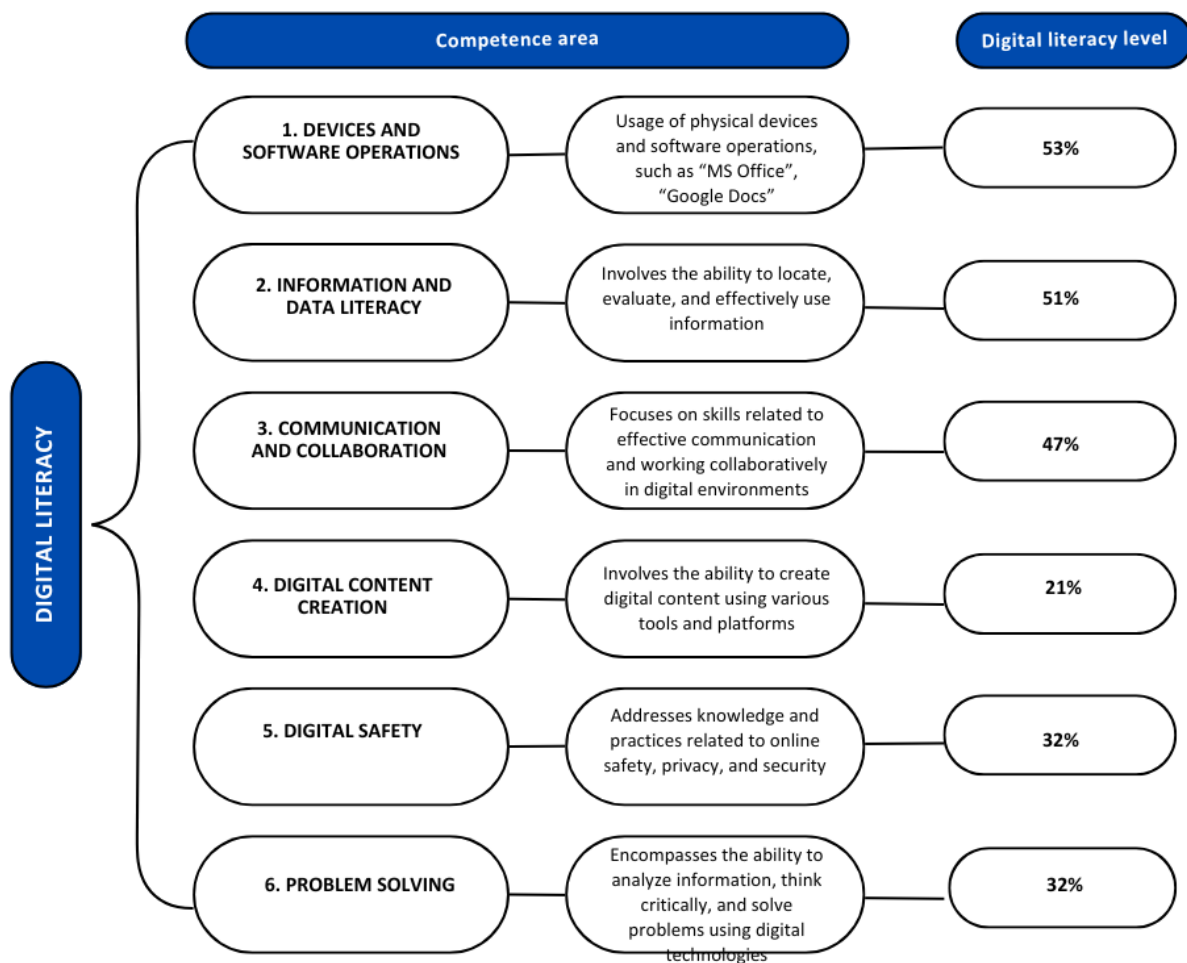 Competence area
Digital literacy level
DIGITAL LITERACY
1. DEVICES AND
SOFTWARE OPERATIONS
Usage of physical devices
and software operations,
such as “MS Office”,
“Google Docs”
53%
2. INFORMATION AND
DATA LITERACY
Involves the ability to locate,
evaluate, and effectively use
information
51%
3. COMMUNICATION
AND COLLABORATION
Focuses on skills related to
effective communication
and working collaboratively
in digital environments
47%
4. DIGITAL CONTENT
CREATION
Involves the ability to create
digital content using various
tools and platforms
21%
5. DIGITAL SAFETY
Addresses knowledge and
practices related to online
safety, privacy, and security
32%
6. PROBLEM SOLVING
Encompasses the ability to
analyze information, think
critically, and solve
problems using digital
technologies
32%